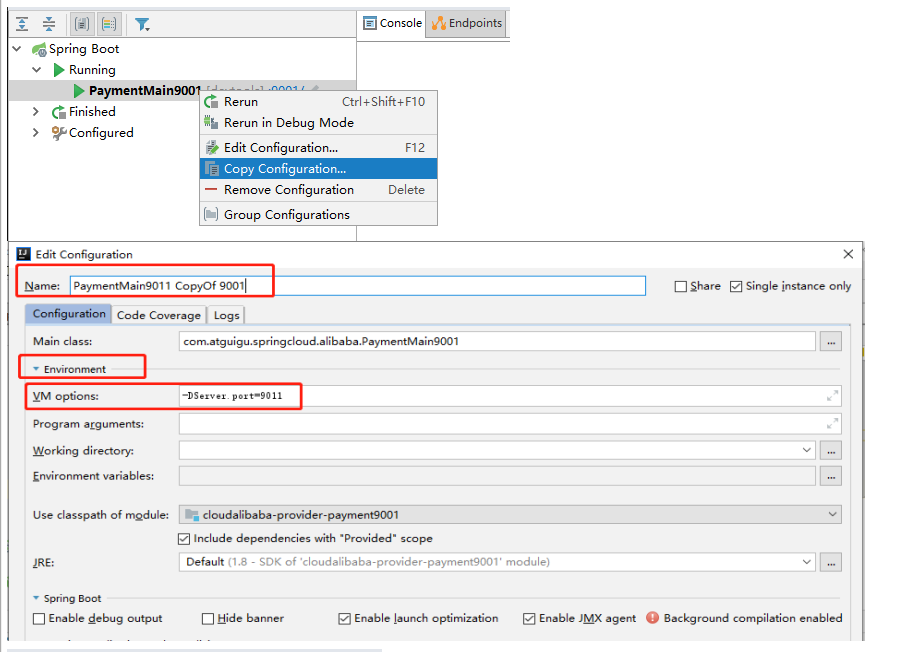 Console
Endpoints
Spring Boot
Running
PaymentMain9001
Finished
Configured
Rerun Ctrl+Shift+F10
Rerun in Debug Mode
Edit Configuration... F12
Copy Configuration...
Remove Configuration Delete
Group Configurations
Edit Configuration
Name: PaymentMain9011 CopyOf 9001
Share
Single instance only
Configuration
Code Coverage
Logs
Main class: com.atguigu.springcloud.alibaba.PaymentMain9001 ...
Environment
VM options: -DServer.port=9011
Program arguments:
Working directory: ...
Environment variables: ...
Use classpath of module: cloudalibaba-provider-payment9001
Include dependencies with "Provided" scope
JRE: Default (1.8 - SDK of 'cloudalibaba-provider-payment9001' module) ...
Spring Boot
Enable debug output
Hide banner
Enable launch optimization
Enable JMX agent
Background compilation enabled